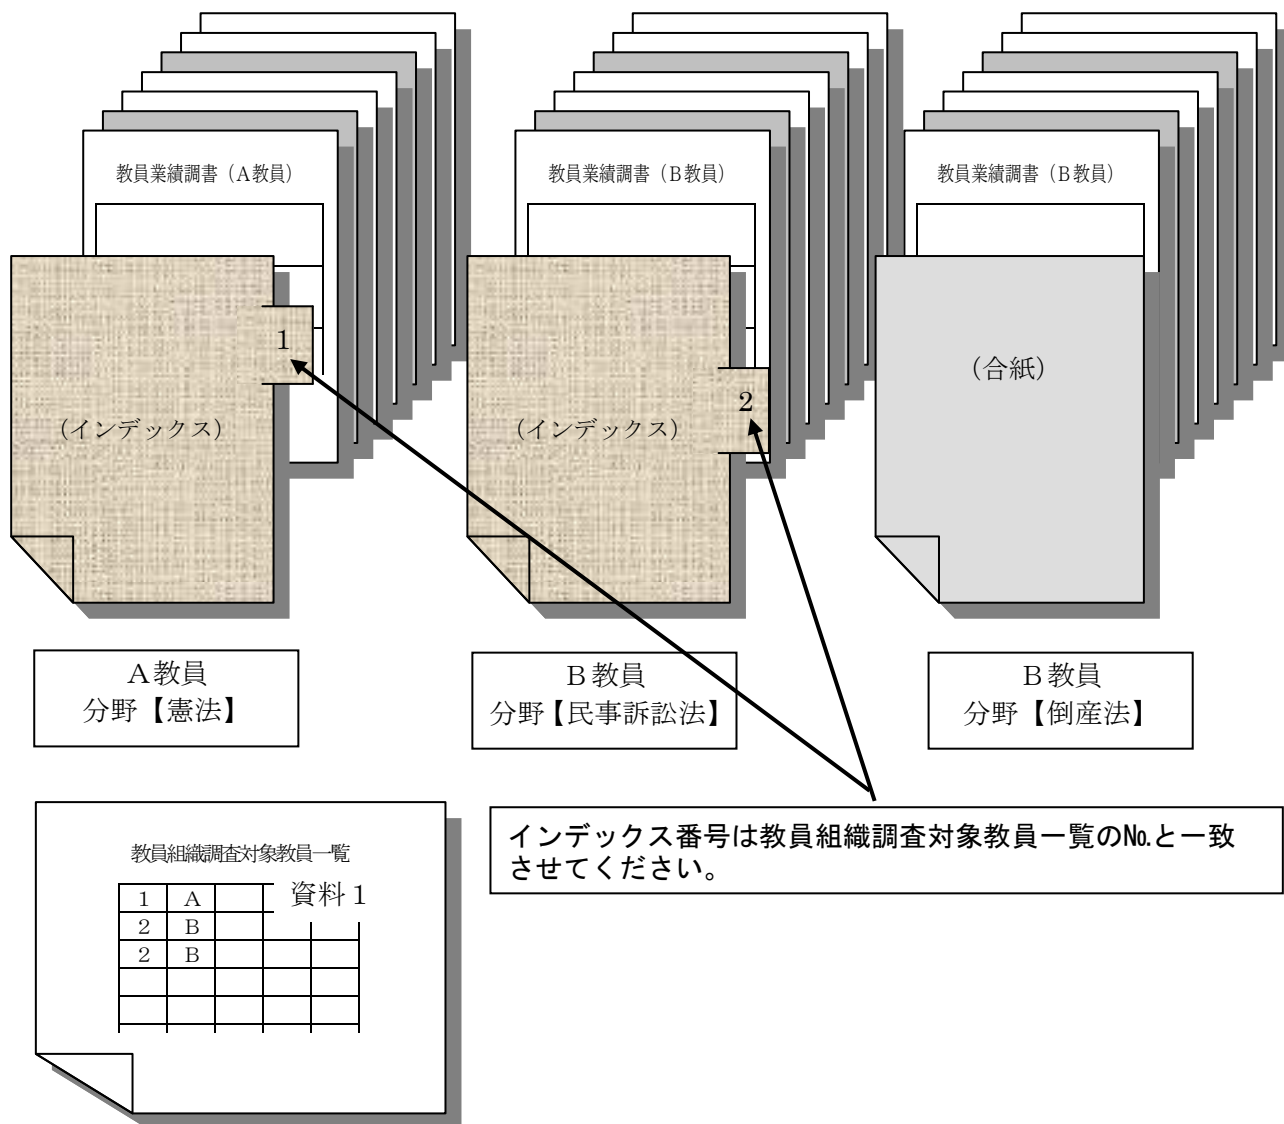 教員業績調書（A教員）
教員業績調書（B教員）
教員業績調書（B教員）
1
（インデックス）
2
（インデックス）
（合紙）
A教員
分野【憲法】
B教員
分野【民事訴訟法】
B教員
分野【倒産法】
教員組織調査対象教員一覧
資料1
1 A
2 B
2 B
インデックス番号は教員組織調査対象教員一覧の№と一致
させてください。